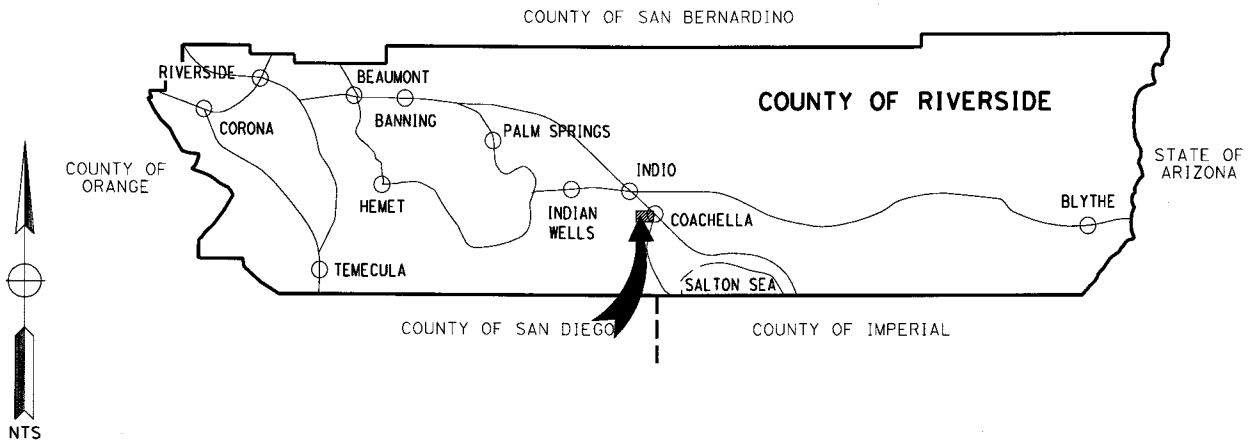 COUNTY OF SAN BERNARDINO
RIVERSIDE
BEAUMONT
COUNTY OF RIVERSIDE
CORONA
BANNING
PALM SPRINGS
COUNTY OF
ORANGE
STATE OF
ARIZONA
INDIO
HEMET
INDIAN
WELLS
COACHELLA
BLYTHE
TEMECULA
SALTON SEA
COUNTY OF SAN DIEGO
COUNTY OF IMPERIAL
NTS